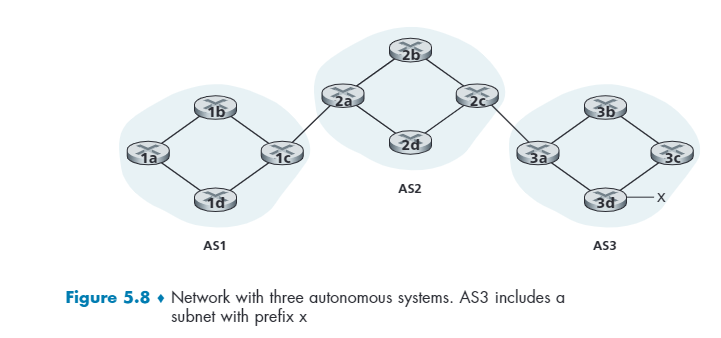 2b
2a
2c
1b
3b
2d
1a
1c
3a
3c
AS2
1d
3d
X
AS1
AS3
Figure 5.8 ♦ Network with three autonomous systems. AS3 includes a
subnet with prefix x